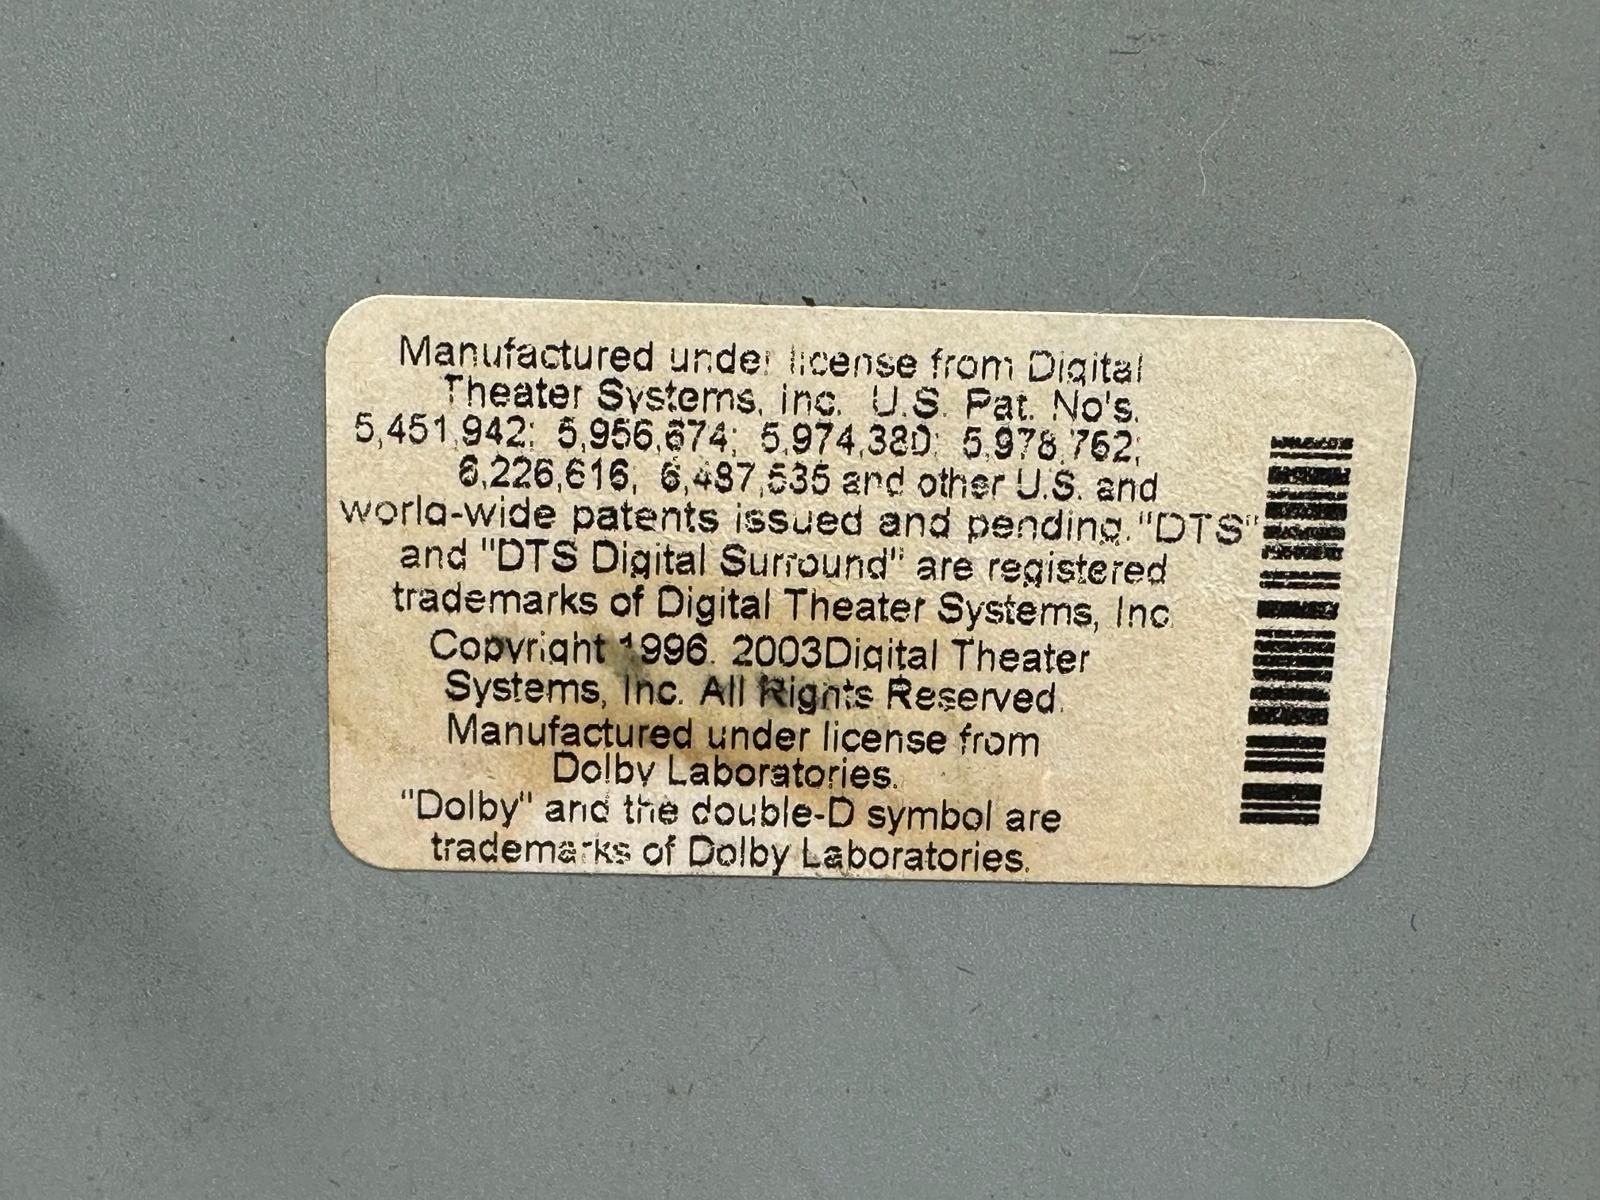 Manufactured under license from Digital
Theater Systems, Inc. U.S. Pat. No's.
5,451,942; 5,956,674; 5,974,380; 5,978,762;
6,226,616; 6,487,535 and other U.S. and
world-wide patents issued and pending. "DTS"
and "DTS Digital Surround" are registered
trademarks of Digital Theater Systems, Inc.
Copyright 1996, 2003Digital Theater
Systems, Inc. All Rights Reserved.
Manufactured under license from
Dolby Laboratories.
"Dolby" and the double-D symbol are
trademarks of Dolby Laboratories.